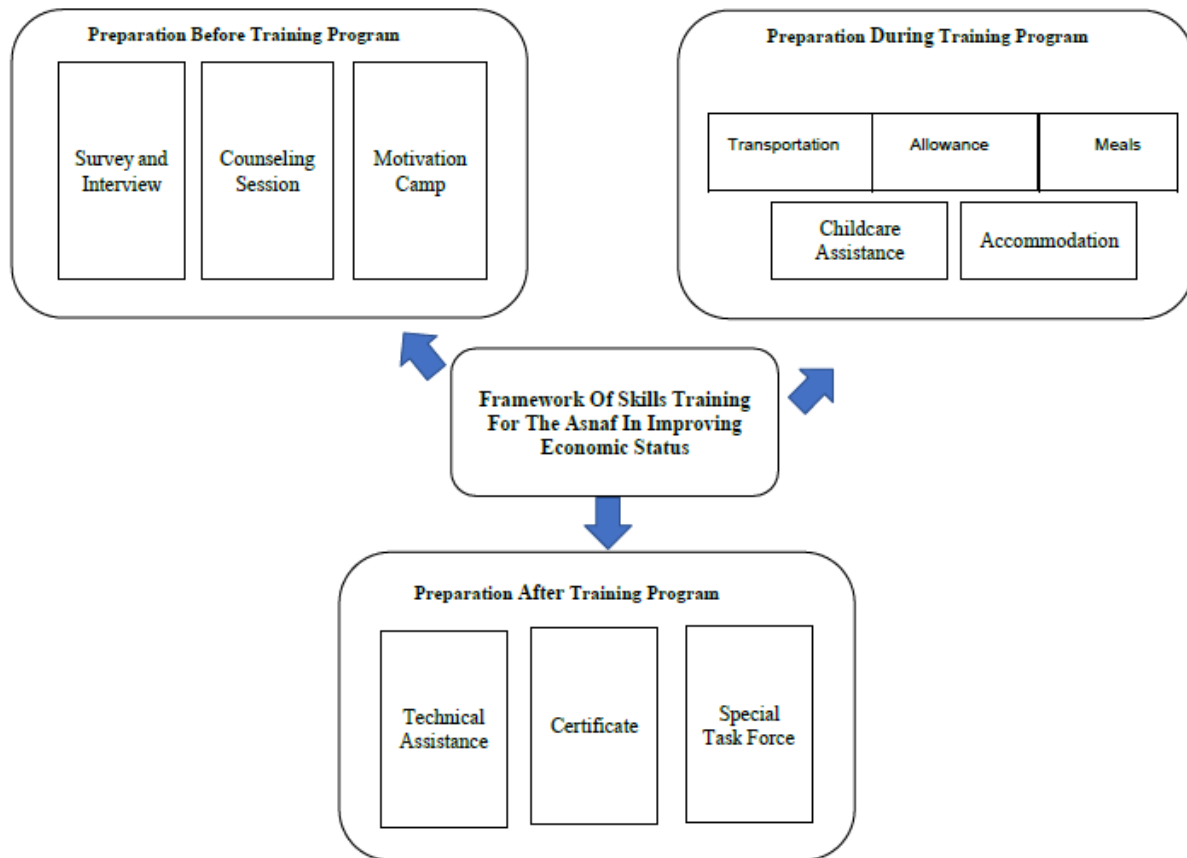 Preparation Before Training Program
Survey and
Interview
Counseling
Session
Motivation
Camp
Preparation During Training Program
Transportation
Allowance
Meals
Childcare
Assistance
Accommodation
Framework Of Skills Training
For The Asnaf In Improving
Economic Status
Preparation After Training Program
Technical
Assistance
Certificate
Special
Task Force